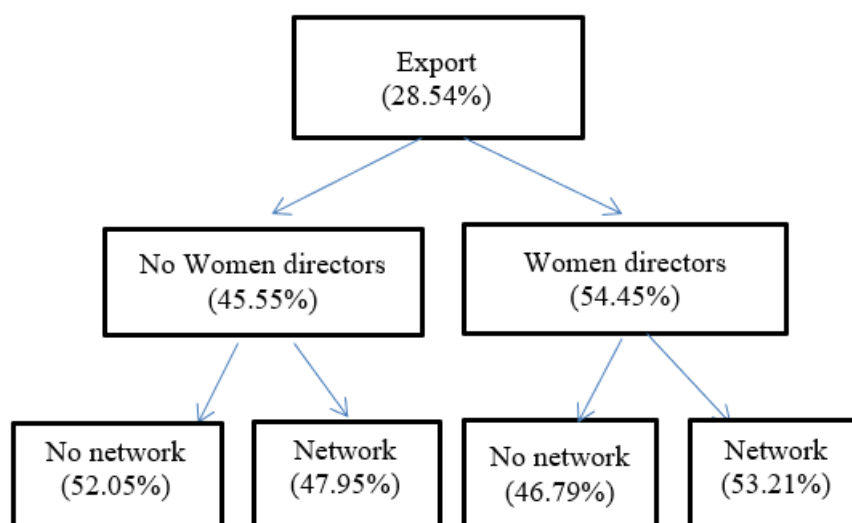 Export
(28.54%)
No Women directors
(45.55%)
Women directors
(54.45%)
No network
(52.05%)
Network
(47.95%)
No network
(46.79%)
Network
(53.21%)